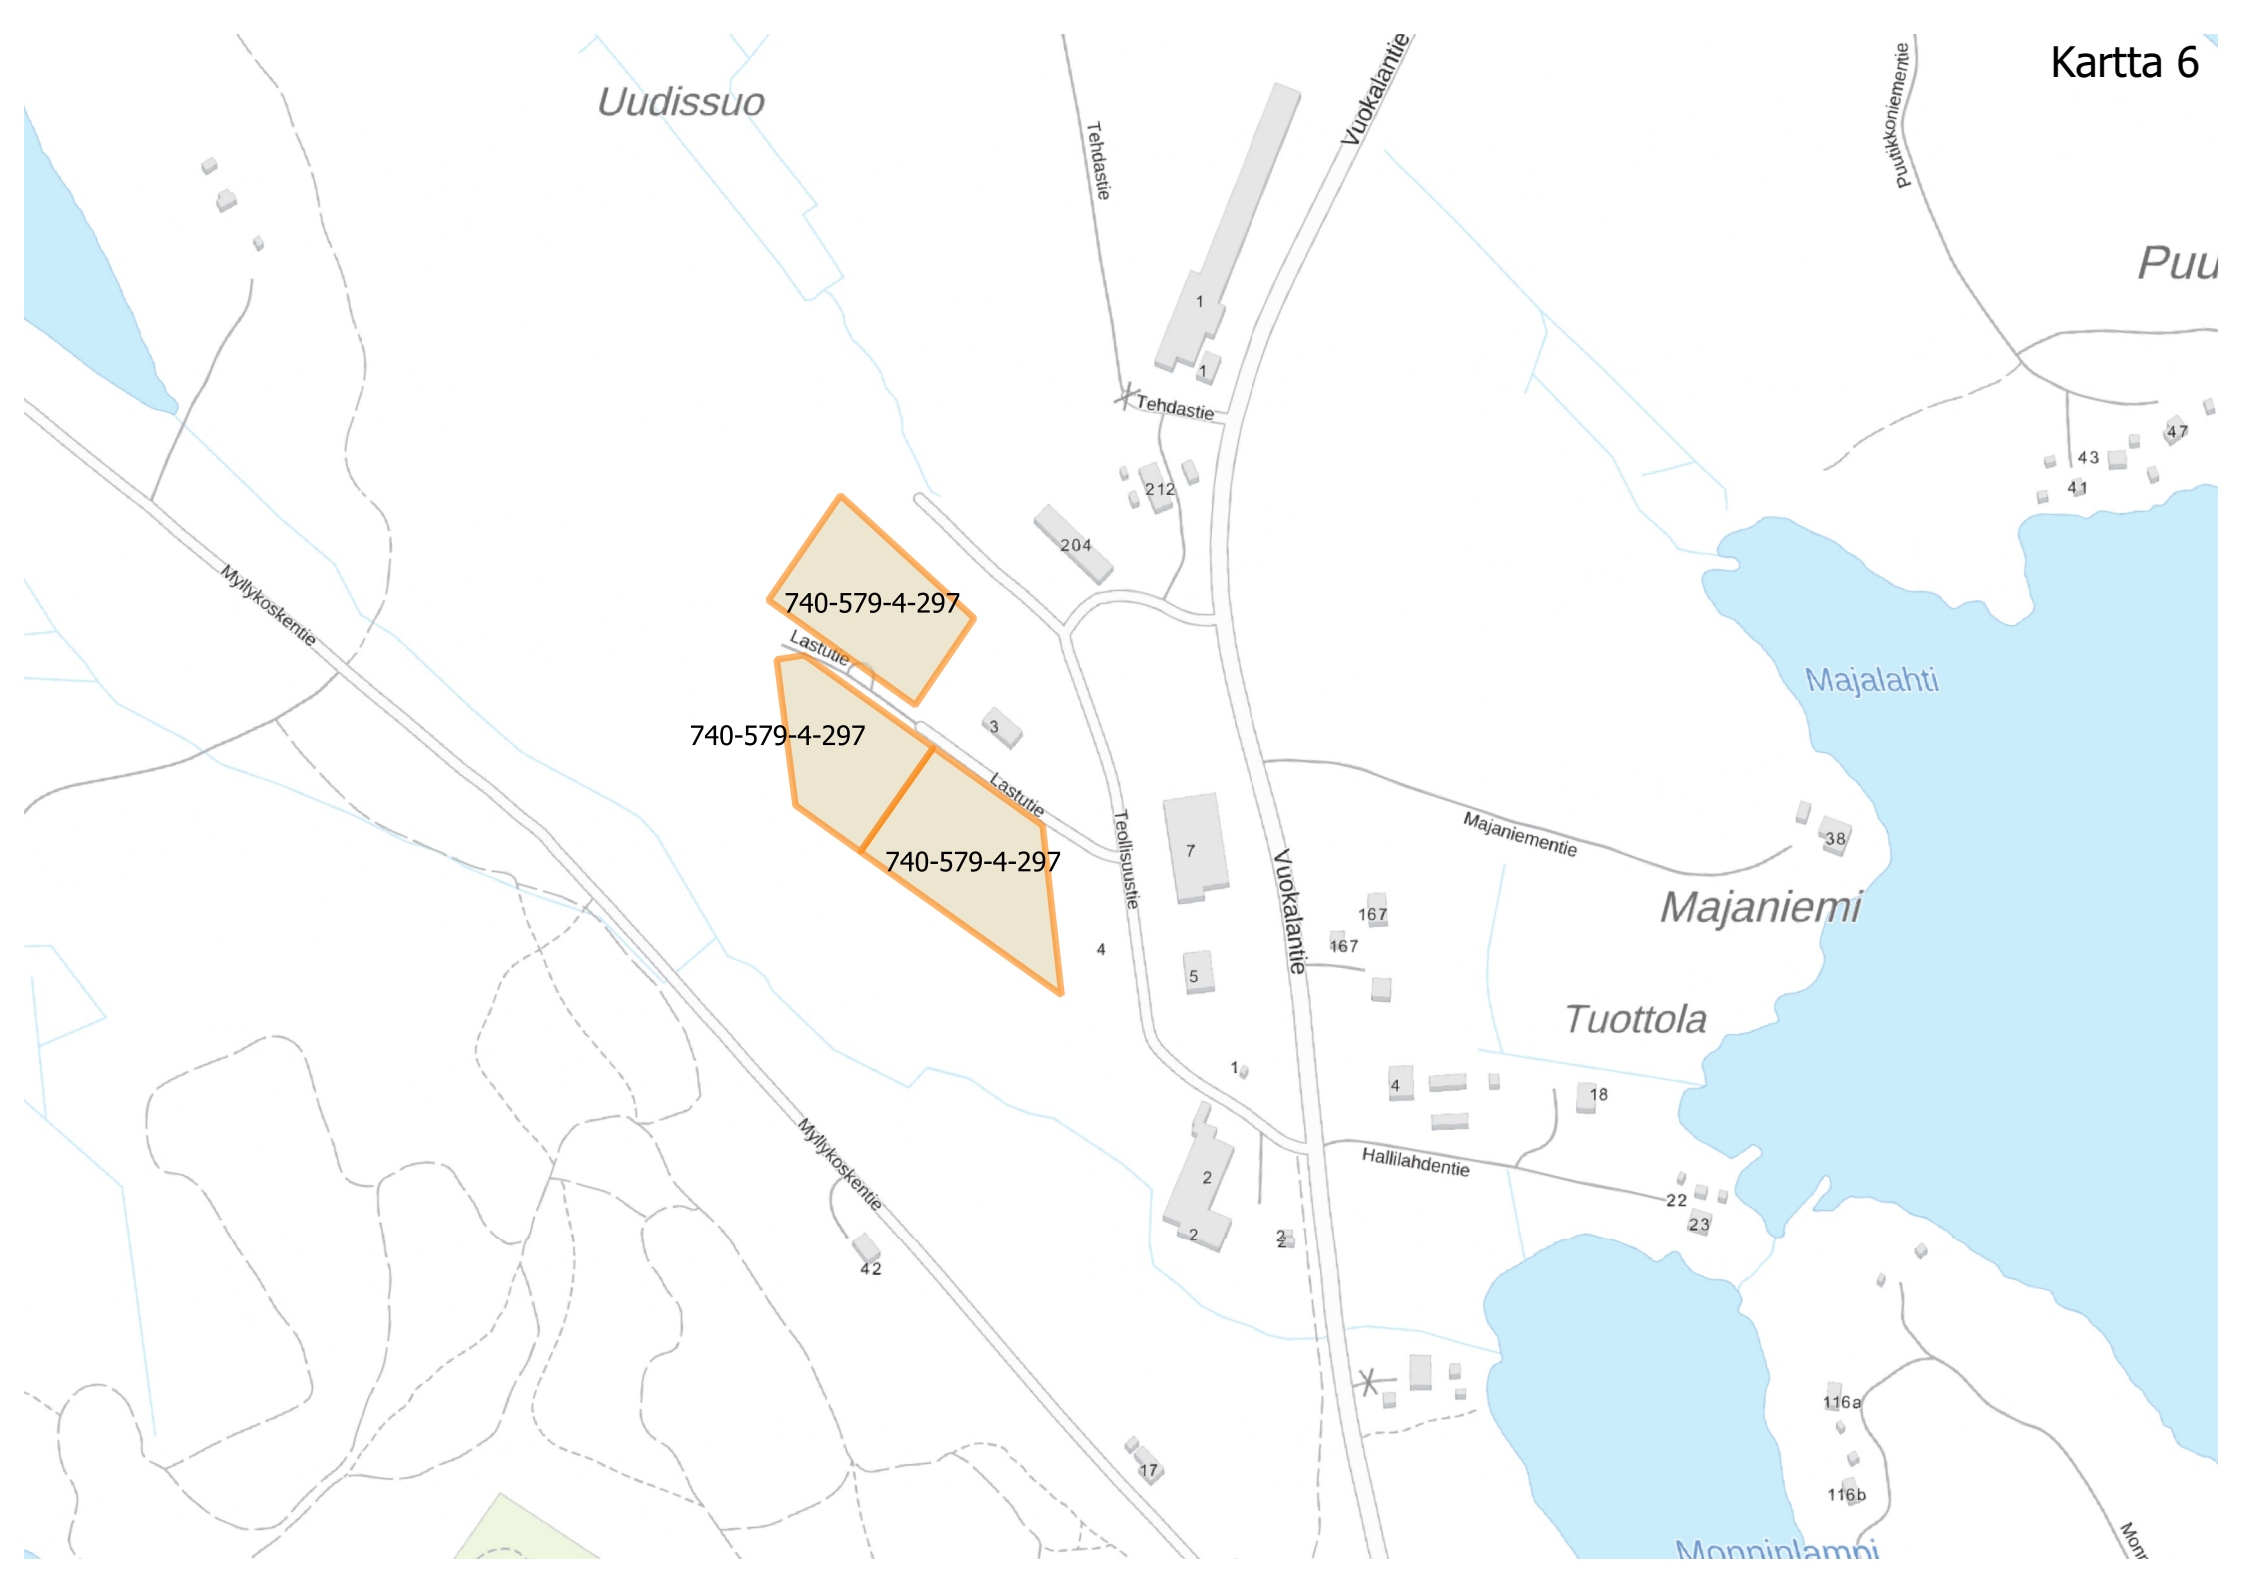 Kartta 6
Uudissuo
Vuokalantie
Puutikkoniementie
Tehdastie
Puu
1
1
Tehdastie
47
43
41
212
204
Myllykoskentie
740-579-4-297
Lastutie
Majalahti
740-579-4-297
3
Lastutie
Teollisuustie
Majaniementie
38
7
Vuokalantie
740-579-4-297
Majaniemi
167
167
4
5
Tuottola
1
4
18
Myllykoskentie
Hallilahdentie
2
22
23
2
2
2
42
116a
17
116b
Monninlampi
Monn